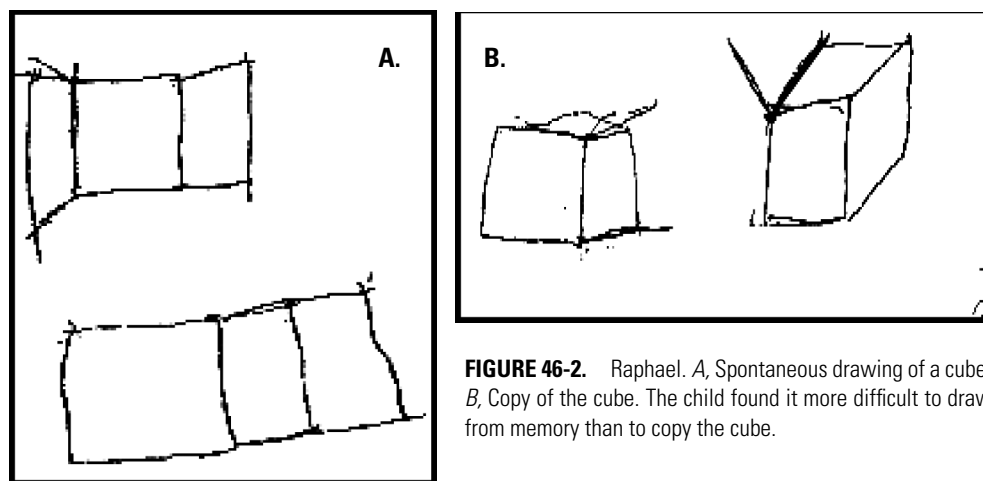 A.
B.
FIGURE 46-2. Raphael. A, Spontaneous drawing of a cube
B, Copy of the cube. The child found it more difficult to draw
from memory than to copy the cube.